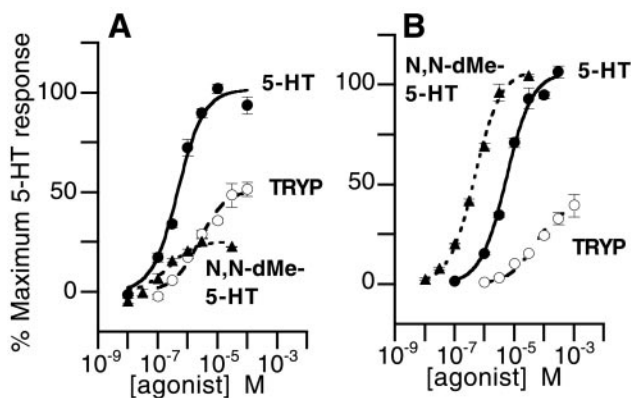 A
B
% Maximum 5-HT response
100
50
0
5-HT
TRYP
N,N-dMe-
5-HT
10-9 10-7 10-5 10-3
[agonist] M
100
50
0
N,N-dMe-
5-HT
5-HT
TRYP
10-9 10-7 10-5 10-3
[agonist] M